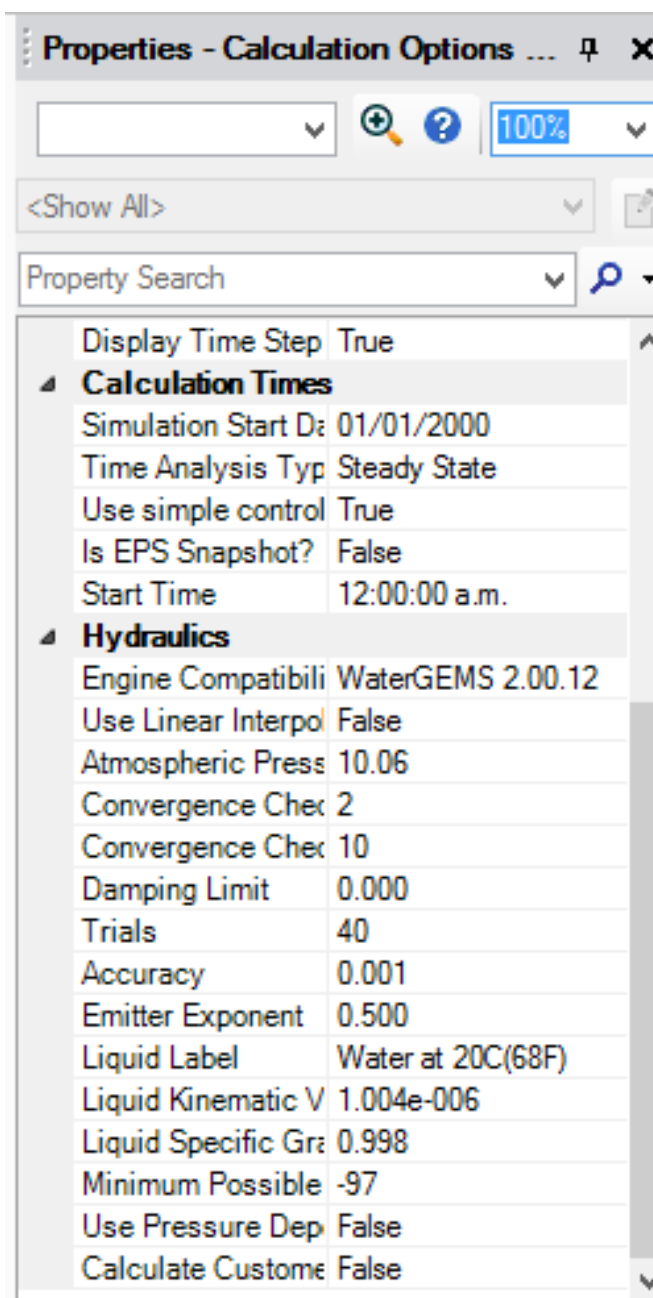 Properties - Calculation Options ...
100%
<Show All>
Property Search
Display Time Step True
Calculation Times
Simulation Start Da 01/01/2000
Time Analysis Typ Steady State
Use simple control True
Is EPS Snapshot? False
Start Time 12:00:00 a.m.
Hydraulics
Engine Compatibili WaterGEMS 2.00.12
Use Linear Interpol False
Atmospheric Press 10.06
Convergence Chec 2
Convergence Chec 10
Damping Limit 0.000
Trials 40
Accuracy 0.001
Emitter Exponent 0.500
Liquid Label Water at 20C(68F)
Liquid Kinematic V 1.004e-006
Liquid Specific Gra 0.998
Minimum Possible -97
Use Pressure Dep False
Calculate Custome False